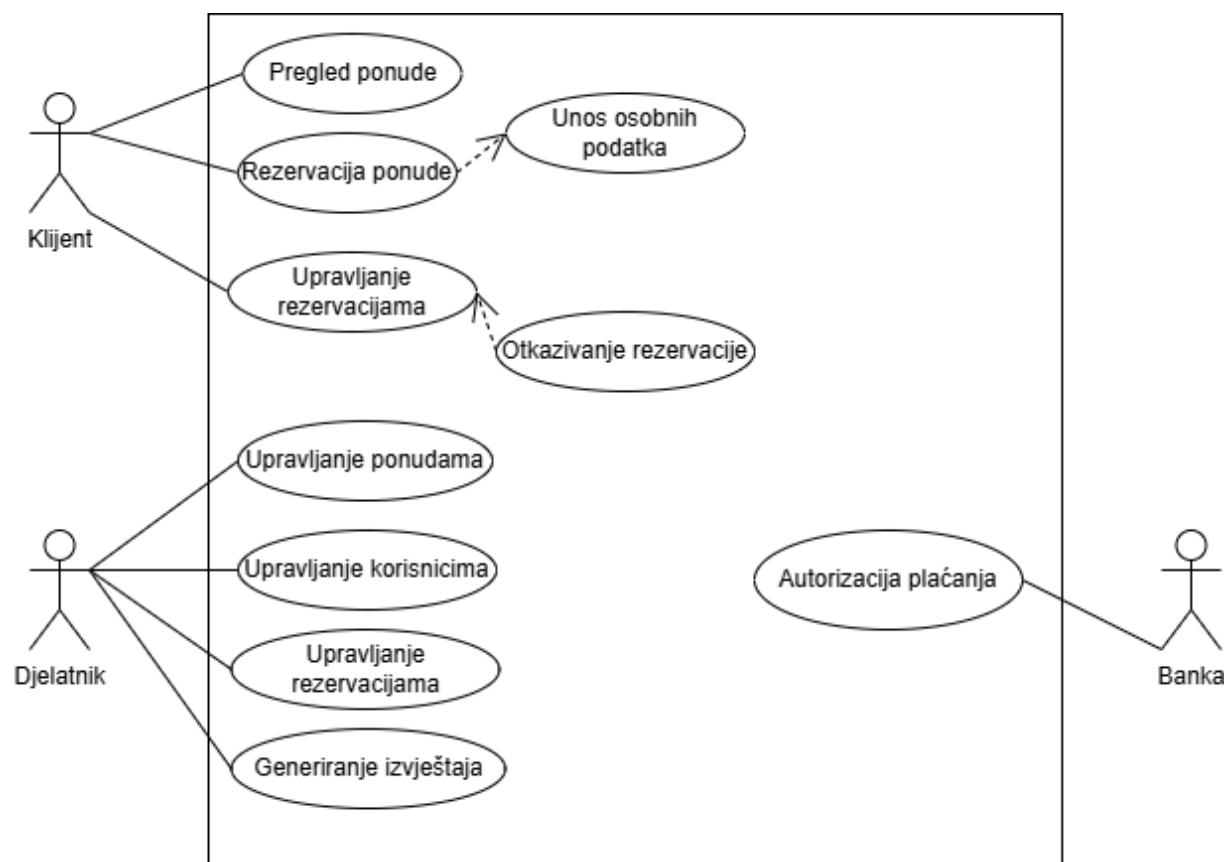 Pregled ponude
Unos osobnih
podatka
Rezervacija ponude
Klijent
Upravljanje
rezervacijama
Otkazivanje rezervacije
Upravljanje ponudama
Upravljanje korisnicima
Autorizacija plaćanja
Upravljanje
rezervacijama
Djelatnik
Banka
Generiranje izvještaja